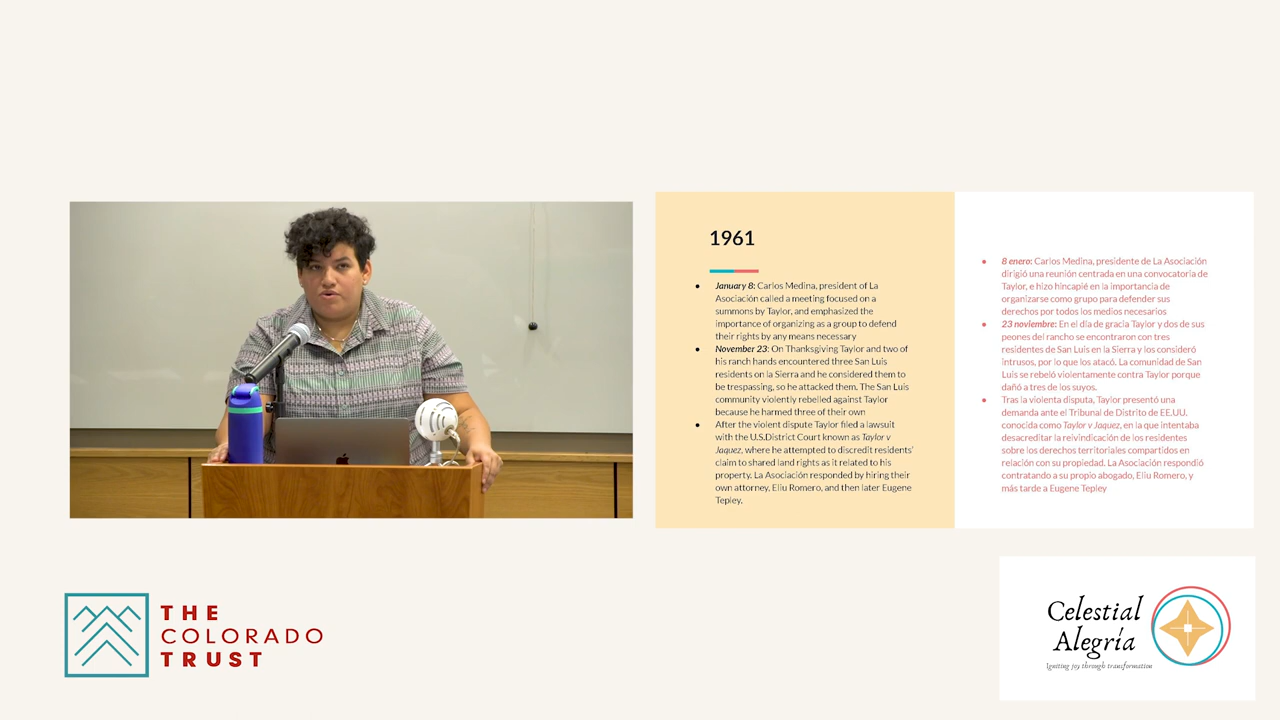 1961
● January 8: Carlos Medina, president of La
Asociación called a meeting focused on a
summons by Taylor, and emphasized the
importance of organizing as a group to defend
their rights by any means necessary
● November 23: On Thanksgiving Taylor and two of
his ranch hands encountered three San Luis
residents on la Sierra and he considered them to
be trespassing, so he attacked them. The San Luis
community violently rebelled against Taylor
because he harmed three of their own
● After the violent dispute Taylor filed a lawsuit
with the U.S.District Court known as Taylor v
Jaquez, where he attempted to discredit residents'
claim to shared land rights as it related to his
property. La Asociación responded by hiring their
own attorney, Eliu Romero, and then later Eugene
Tepley.
● 8 enero: Carlos Medina, presidente de La Asociación
dirigió una reunión centrada en una convocatoria de
Taylor, e hizo hincapié en la importancia de
organizarse como grupo para defender sus
derechos por todos los medios necesarios
● 23 noviembre: En el día de gracia Taylor y dos de sus
peones del rancho se encontraron con tres
residentes de San Luis en la Sierra y los consideró
intrusos, por lo que los atacó. La comunidad de San
Luis se rebeló violentamente contra Taylor porque
dañó a tres de los suyos.
● Tras la violenta disputa, Taylor presentó una
demanda ante el Tribunal de Distrito de EE.UU.
conocida como Taylor v Jaquez, en la que intentaba
desacreditar la reivindicación de los residentes
sobre los derechos territoriales compartidos en
relación con su propiedad. La Asociación respondió
contratando a su propio abogado, Eliu Romero, y
más tarde a Eugene Tepley
THE
COLORADO
TRUST
Celestial
Alegría
Igniting joy through transformation